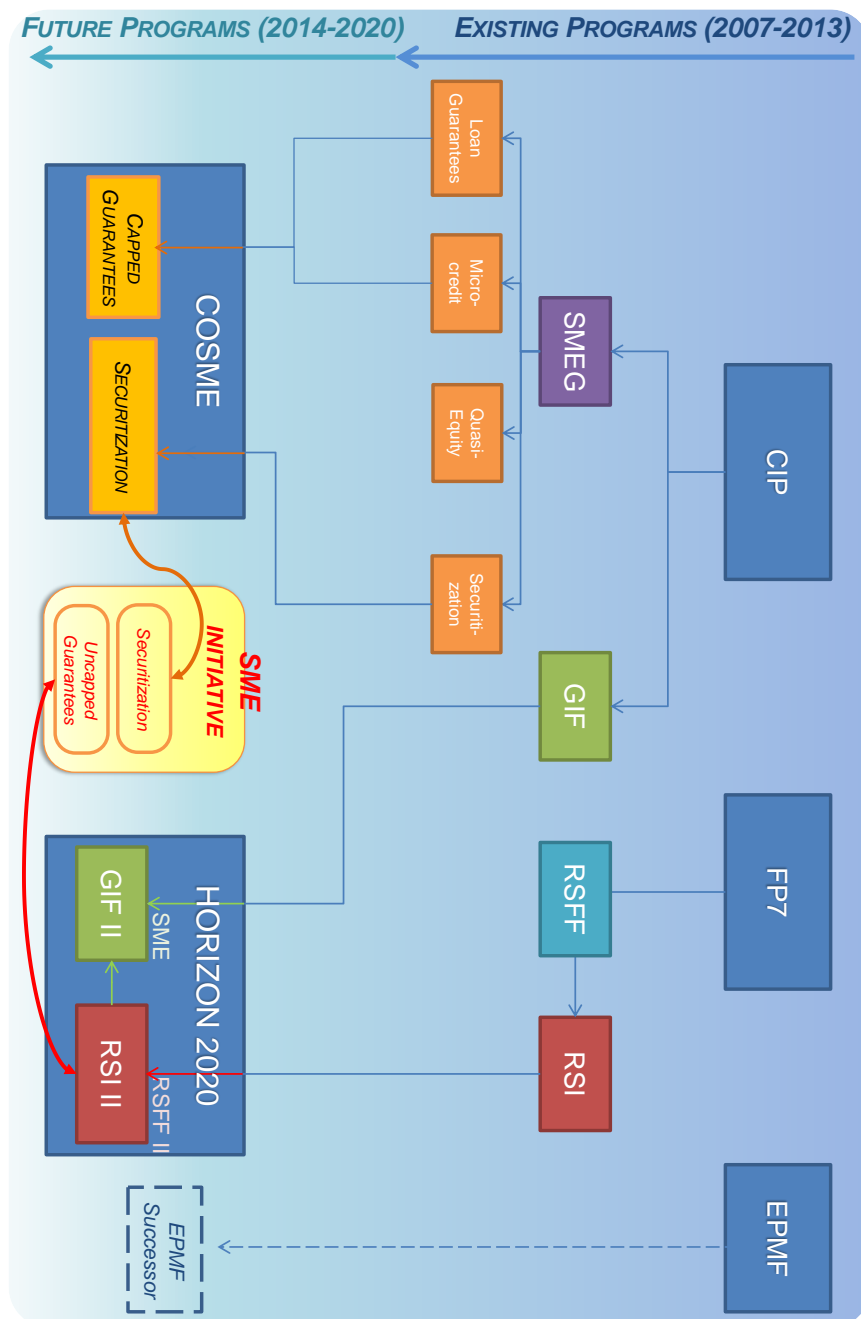 EXISTING PROGRAMS (2007-2013)
FUTURE PROGRAMS (2014-2020)
CIP
FP7
EPMF
SMEG
GIF
RSFF
RSI
Loan
Guarantees
Micro-
credit
Quasi-
Equity
Securiti-
zation
COSME
CAPPED
GUARANTEES
SECURITIZATION
SME
INITIATIVE
Securitization
Uncapped
Guarantees
HORIZON 2020
SME
GIF II
RSFF II
RSI II
EPMF
Successor